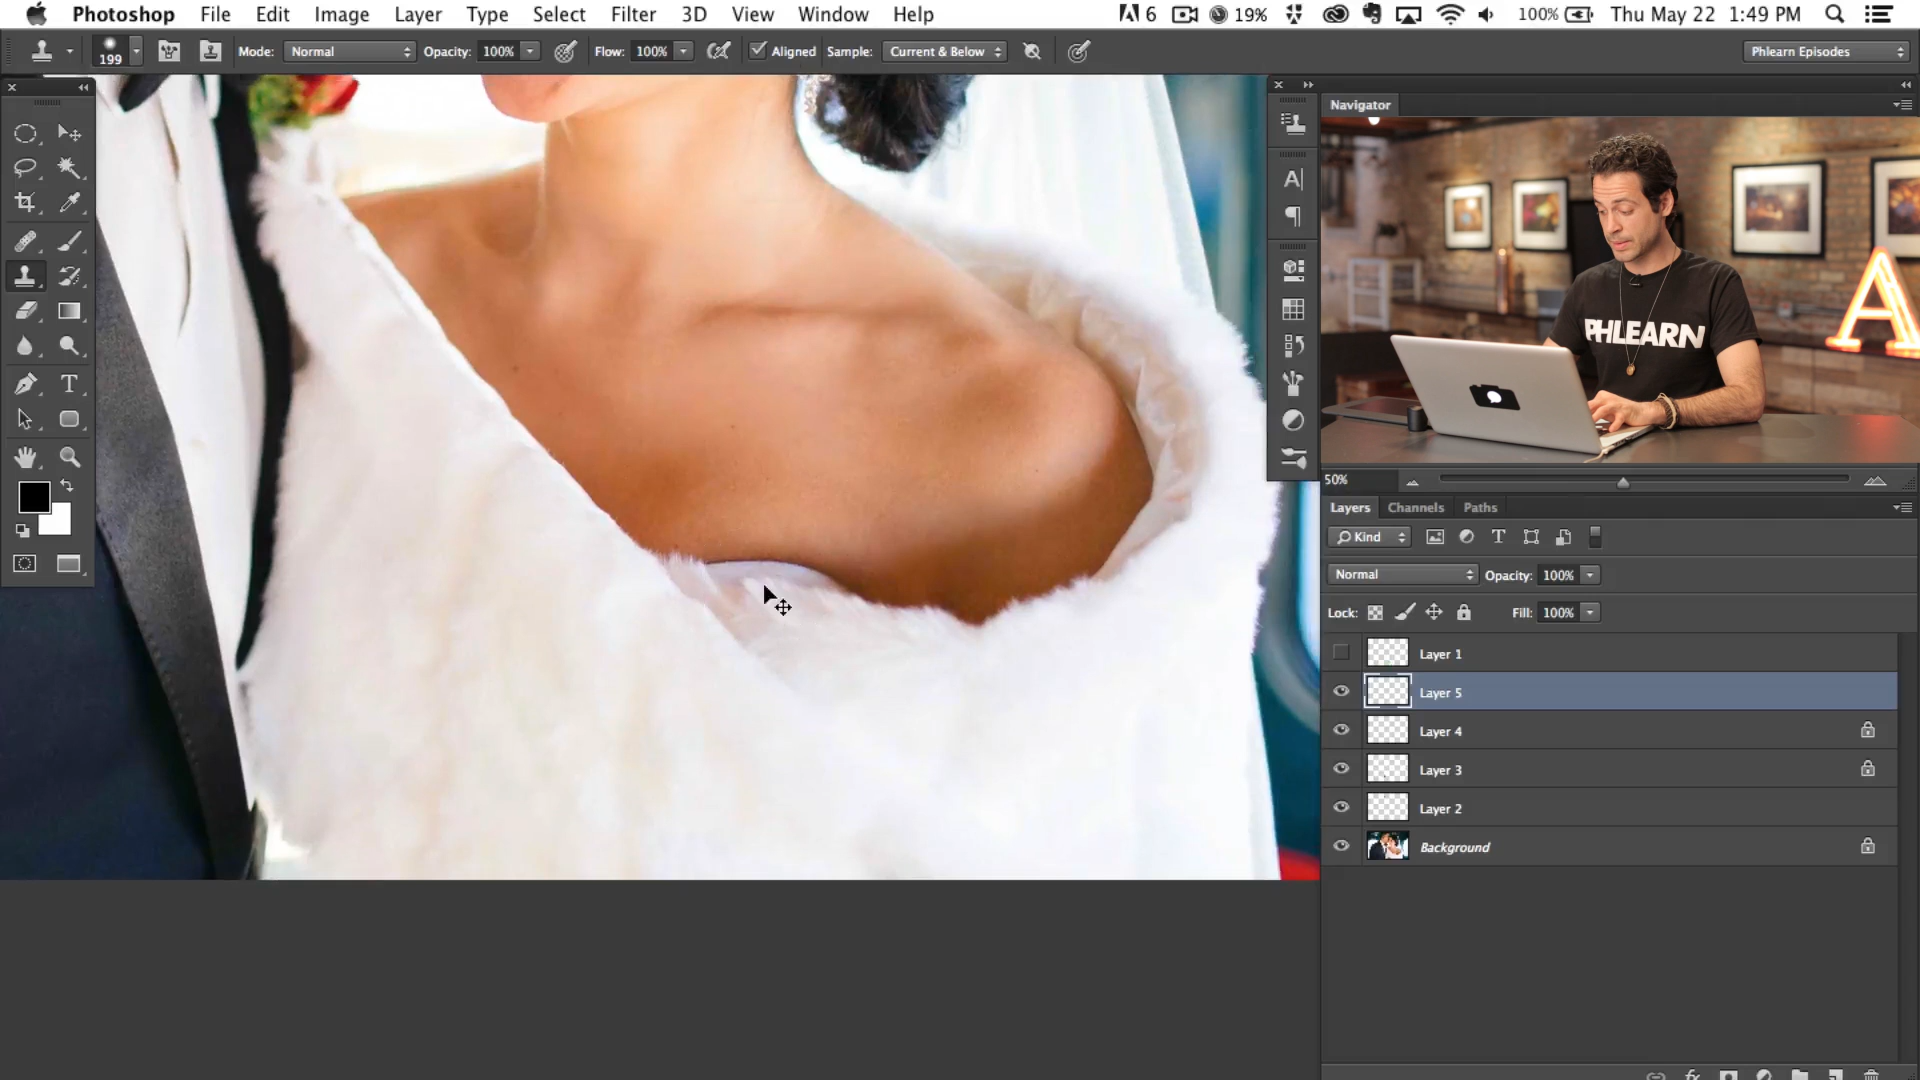 Photoshop File Edit Image Layer Type Select Filter 3D View Window Help 6 19% 100% Thu May 22 1:49 PM
199 Mode: Normal Opacity: 100% Flow: 100% Aligned Sample: Current & Below Phlearn Episodes
Navigator
PHLEARN
A
50%
Layers Channels Paths
Kind
Normal Opacity: 100%
Lock: Fill: 100%
Layer 1
Layer 5
Layer 4
Layer 3
Layer 2
Background
fx